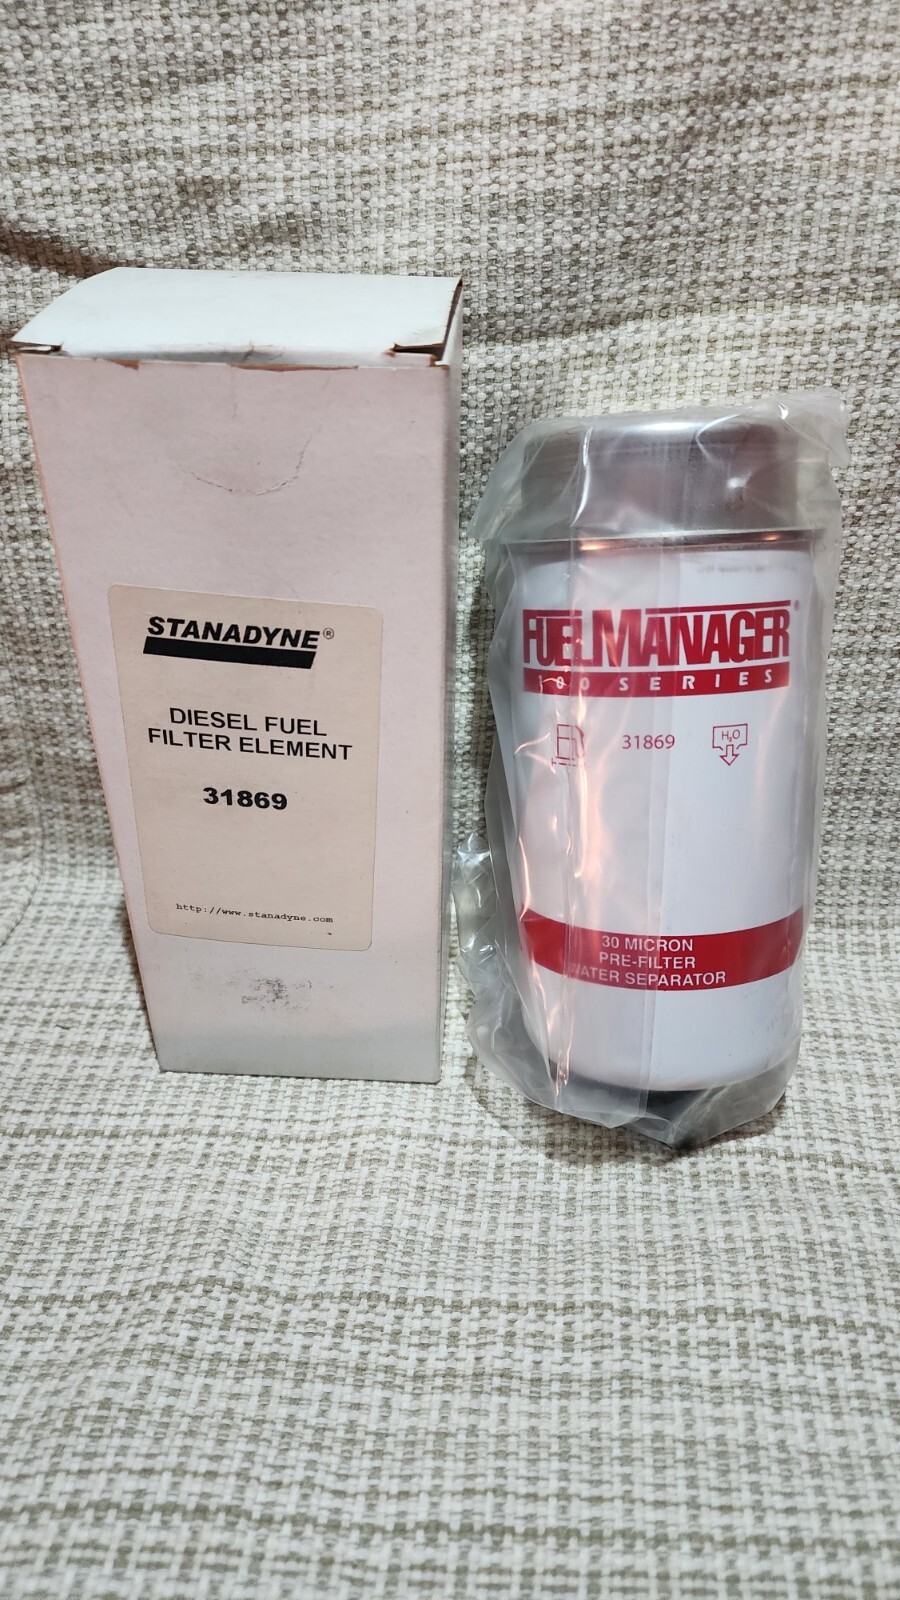 STANADYNE®
DIESEL FUEL
FILTER ELEMENT
31869
http://www.stanadyne.com
FUELMANAGER®
100 SERIES
31869
H₂O
30 MICRON
PRE-FILTER
WATER SEPARATOR